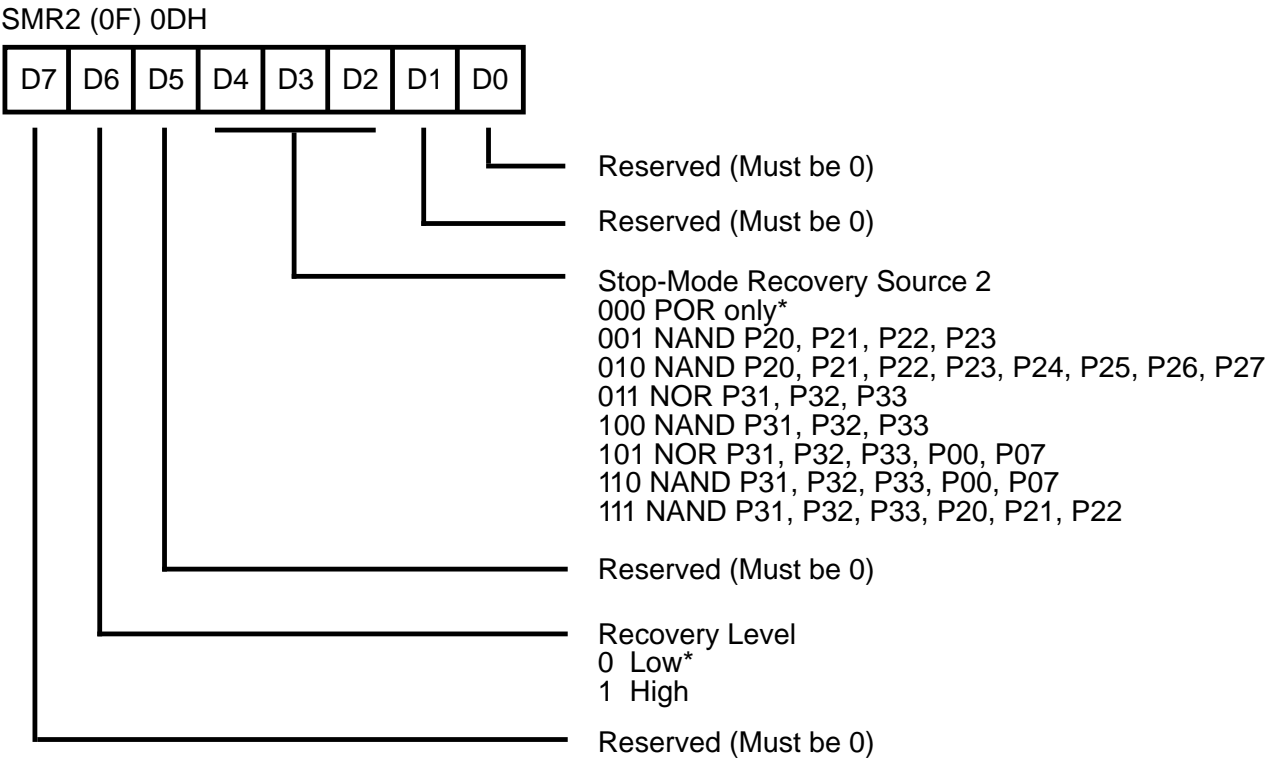 SMR2 (0F) 0DH
D7 D6 D5 D4 D3 D2 D1 D0
Reserved (Must be 0)
Reserved (Must be 0)
Stop-Mode Recovery Source 2
000 POR only*
001 NAND P20, P21, P22, P23
010 NAND P20, P21, P22, P23, P24, P25, P26, P27
011 NOR P31, P32, P33
100 NAND P31, P32, P33
101 NOR P31, P32, P33, P00, P07
110 NAND P31, P32, P33, P00, P07
111 NAND P31, P32, P33, P20, P21, P22
Reserved (Must be 0)
Recovery Level
0 Low*
1 High
Reserved (Must be 0)